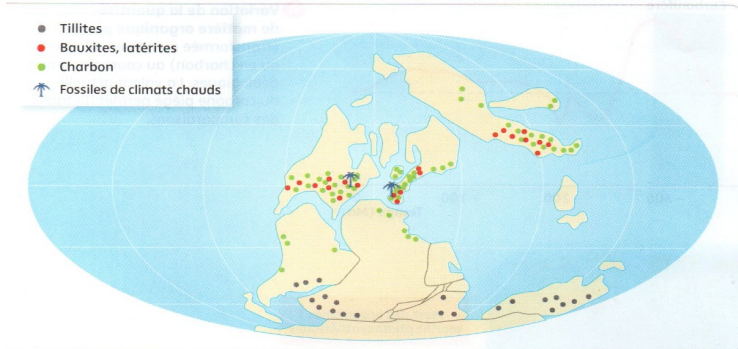 Tillites
Bauxites, latérites
Charbon
Fossiles de climats chauds